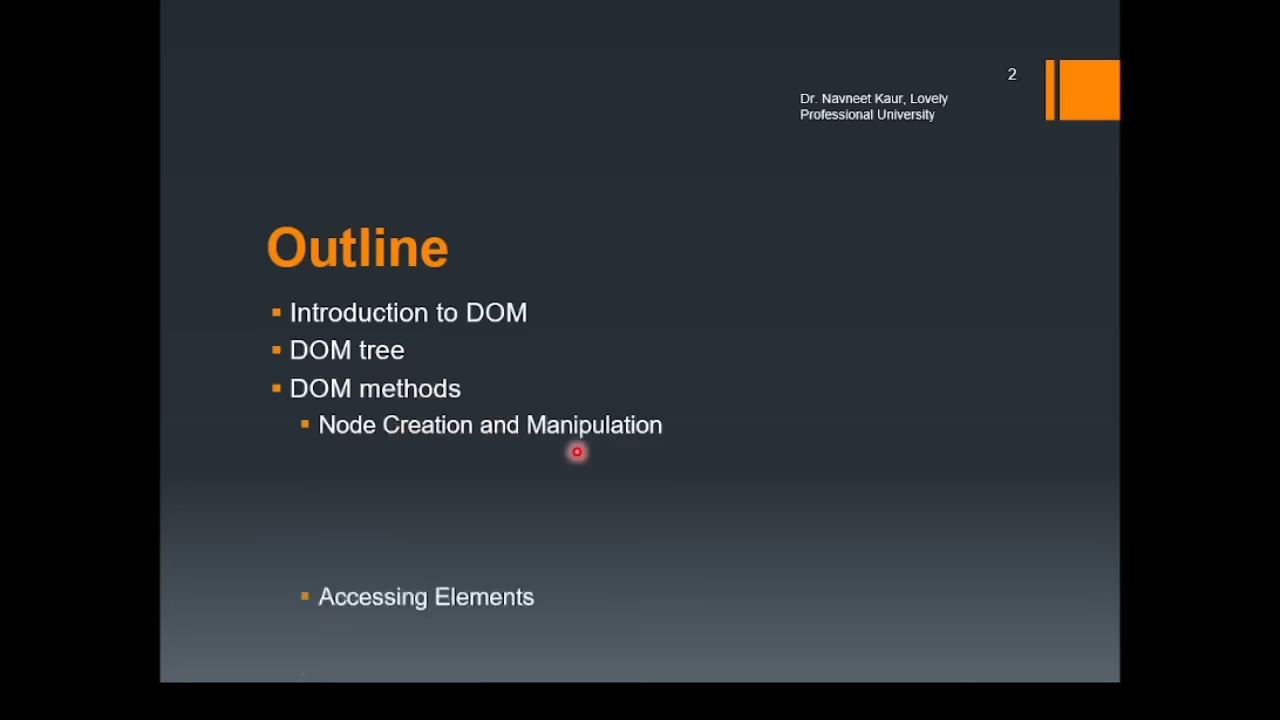 2
Dr. Navneet Kaur, Lovely
Professional University
Outline
Introduction to DOM
DOM tree
DOM methods
Node Creation and Manipulation
Accessing Elements